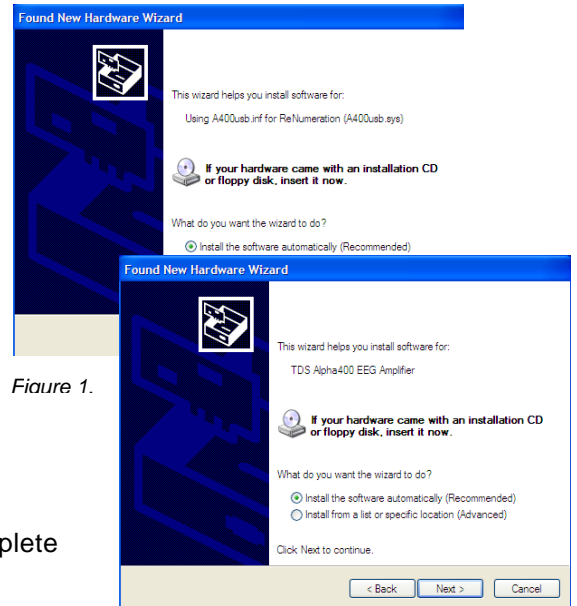 Found New Hardware Wizard
This wizard helps you install software for:
Using A400usb.inf for ReNumeration (A400usb.sys)
If your hardware came with an installation CD
or floppy disk, insert it now.
What do you want the wizard to do?
Install the software automatically (Recommended)
Found New Hardware Wizard
This wizard helps you install software for:
TDS Alpha400 EEG Amplifier
If your hardware came with an installation CD
or floppy disk, insert it now.
What do you want the wizard to do?
Install the software automatically (Recommended)
Install from a list or specific location (Advanced)
Click Next to continue.
< Back Next > Cancel
Figure 1.
plete